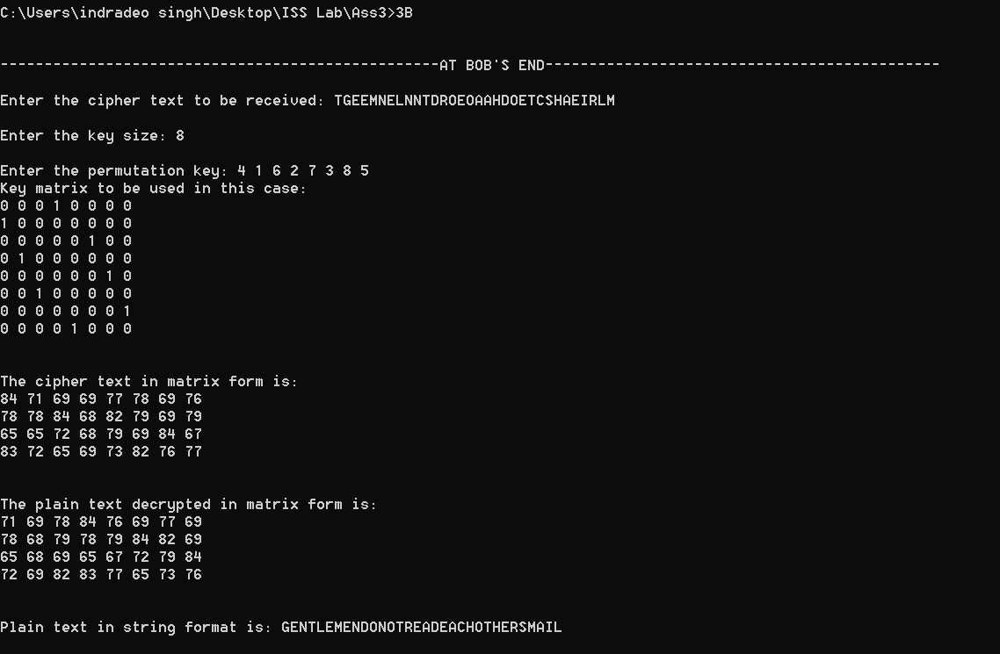 C:\Users\indradeo singh\Desktop\ISS Lab\Ass3>3B
--------------------------------------------------AT BOB'S END---------------------------------------------
Enter the cipher text to be received: TGEEMNELNNTDROEOAAHDOETCSHAEIRLM
Enter the key size: 8
Enter the permutation key: 4 1 6 2 7 3 8 5
Key matrix to be used in this case:
0 0 0 1 0 0 0 0
1 0 0 0 0 0 0 0
0 0 0 0 0 1 0 0
0 1 0 0 0 0 0 0
0 0 0 0 0 0 1 0
0 0 1 0 0 0 0 0
0 0 0 0 0 0 0 1
0 0 0 0 1 0 0 0
The cipher text in matrix form is:
84 71 69 69 77 78 69 76
78 78 84 68 82 79 69 79
65 65 72 68 79 69 84 67
83 72 65 69 73 82 76 77
The plain text decrypted in matrix form is:
71 69 78 84 76 69 77 69
78 68 79 78 79 84 82 69
65 68 69 65 67 72 79 84
72 69 82 83 77 65 73 76
Plain text in string format is: GENTLEMENDONOTREADEACHOTHERSMAIL